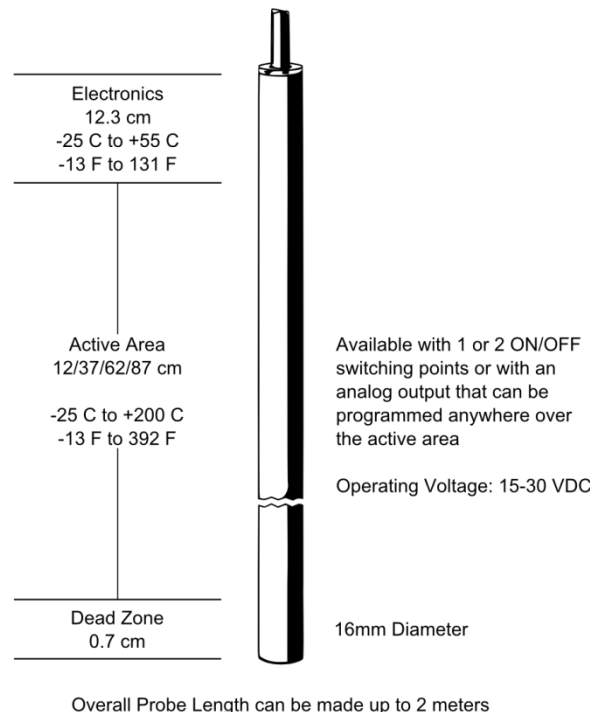 Electronics
12.3 cm
-25 C to +55 C
-13 F to 131 F
Active Area
12/37/62/87 cm
-25 C to +200 C
-13 F to 392 F
Available with 1 or 2 ON/OFF
switching points or with an
analog output that can be
programmed anywhere over
the active area
Operating Voltage: 15-30 VDC
Dead Zone
0.7 cm
16mm Diameter
Overall Probe Length can be made up to 2 meters